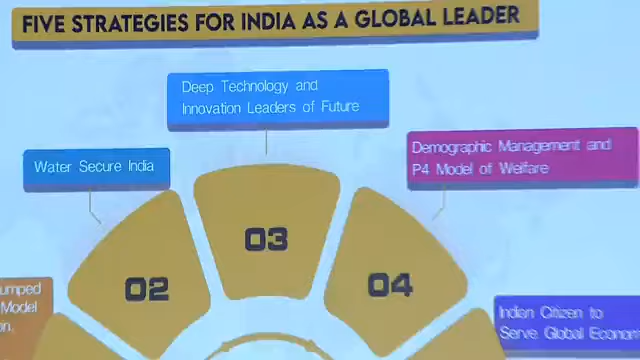 FIVE STRATEGIES FOR INDIA AS A GLOBAL LEADER
Deep Technology and
Innovation Leaders of Future
Water Secure India
Demographic Management and
P4 Model of Welfare
03
02
04
Model
Indian Citizen to
Serve Global